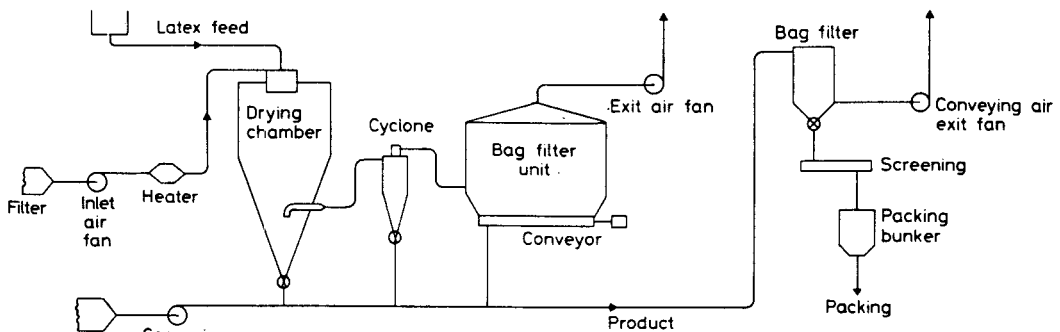 Latex feed
Drying
chamber
Filter
Inlet
air
fan
Heater
Cyclone
Bag filter
unit
Conveyor
Exit air fan
Product
Bag filter
Conveying air
exit fan
Screening
Packing
bunker
Packing